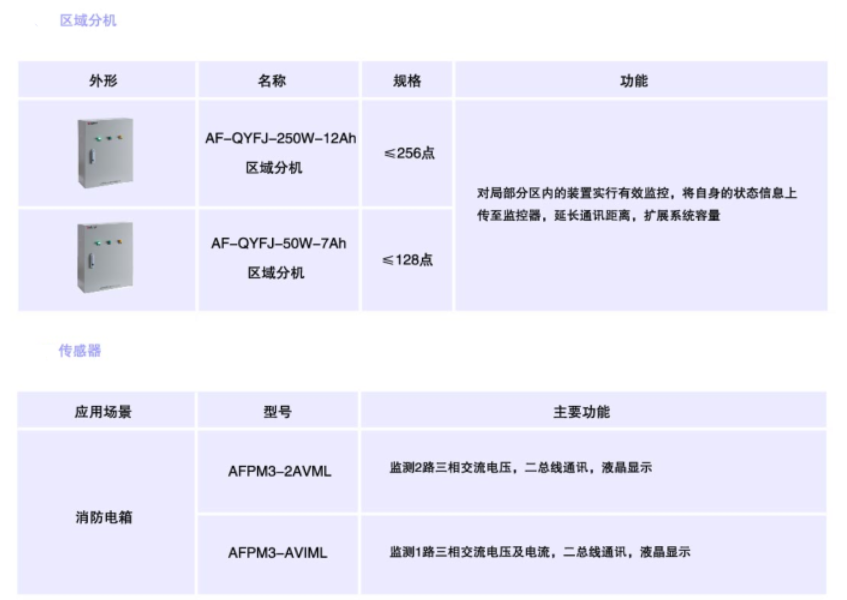 区域分机
外形
名称
规格
功能
AF-QYFJ-250W-12Ah
区域分机
≤256点
对局部分区内的装置实行有效监控，将自身的状态信息上
传至监控器，延长通讯距离，扩展系统容量
AF-QYFJ-50W-7Ah
区域分机
≤128点
传感器
应用场景
型号
主要功能
消防电箱
AFPM3-2AVML
监测2路三相交流电压，二总线通讯，液晶显示
AFPM3-AVIML
监测1路三相交流电压及电流，二总线通讯，液晶显示